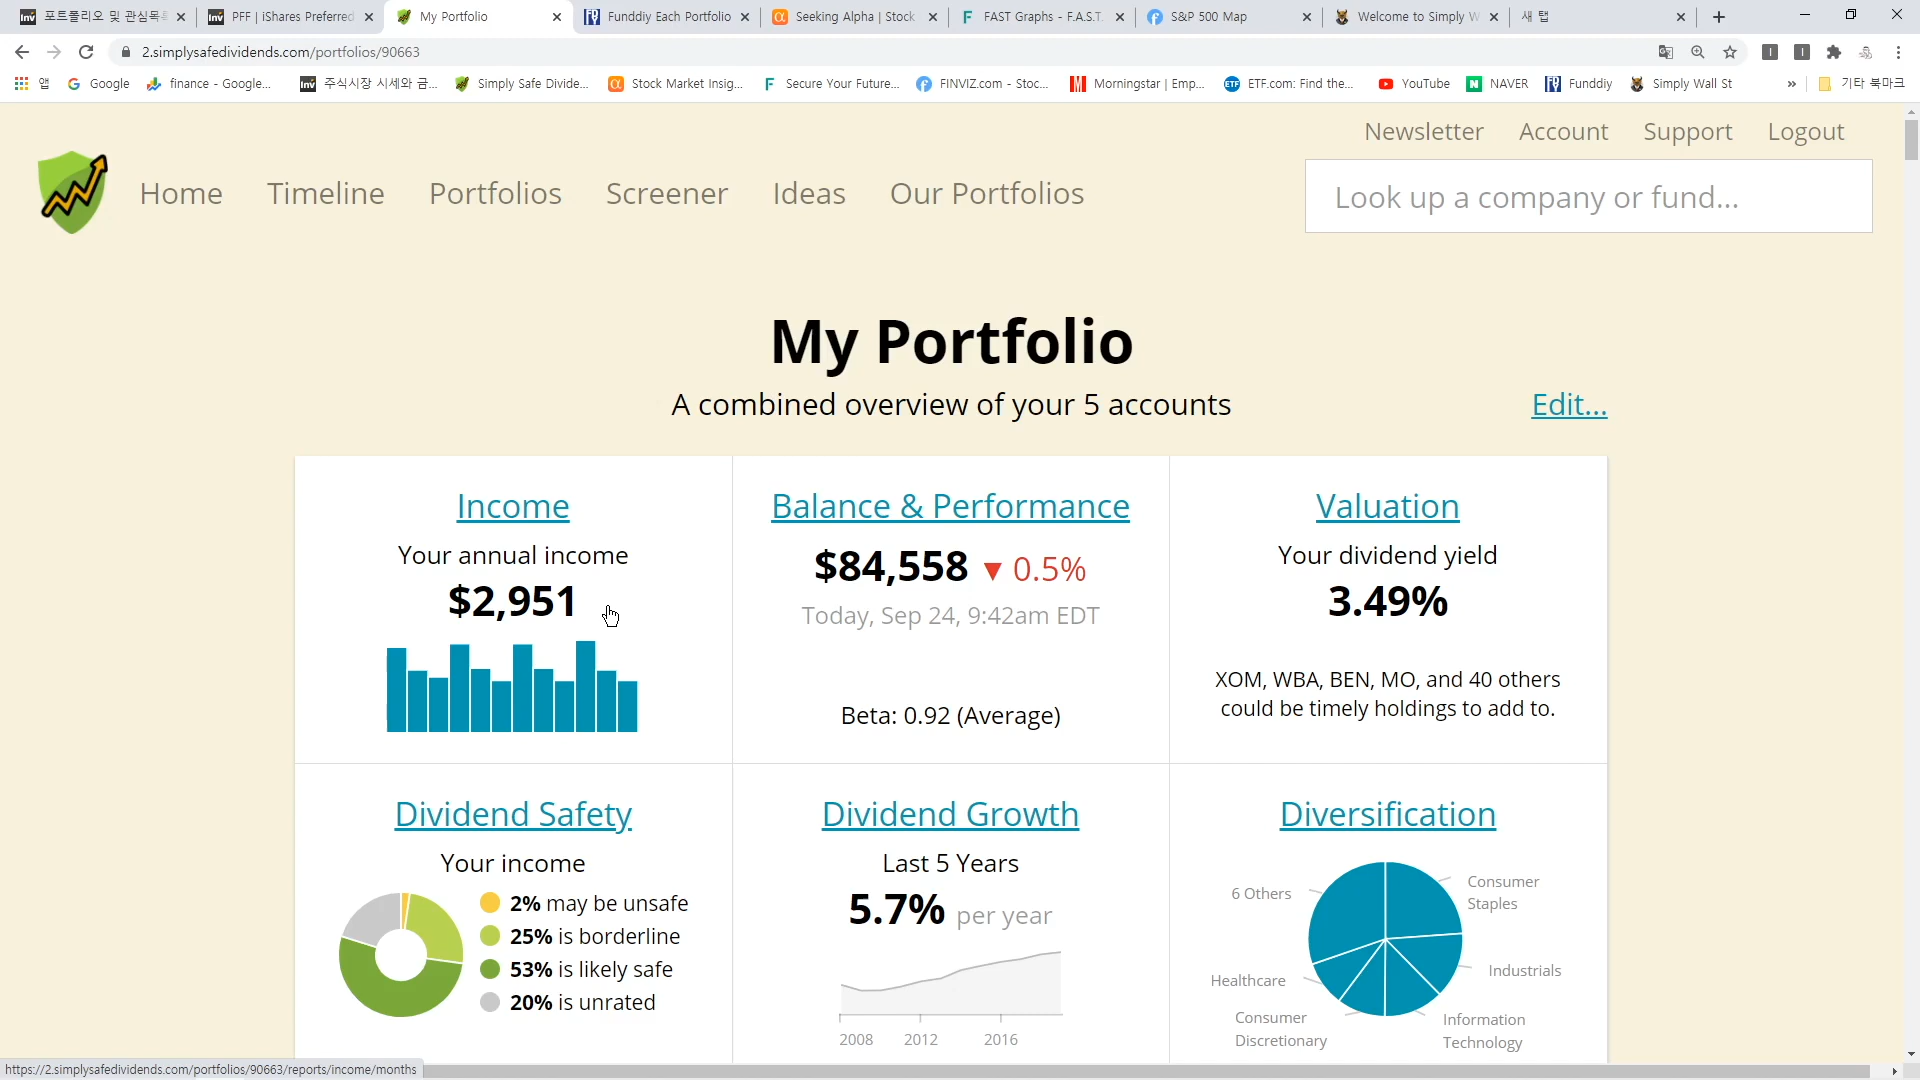 포트폴리오 및 관심목록
PFF | iShares Preferred
My Portfolio
Funddiy Each Portfolio
Seeking Alpha | Stock
FAST Graphs - F.A.S.T.
S&P 500 Map
Welcome to Simply W
새 탭
2.simplysafedividends.com/portfolios/90663
앱
Google
finance - Google...
주식시장 시세와 금...
Simply Safe Divide...
Stock Market Insig...
Secure Your Future...
FINVIZ.com - Stoc...
Morningstar | Emp...
ETF.com: Find the...
YouTube
NAVER
Funddiy
Simply Wall St
»
기타 북마크
Newsletter Account Support Logout
Home Timeline Portfolios Screener Ideas Our Portfolios
Look up a company or fund...
My Portfolio
A combined overview of your 5 accounts
Edit...
Income
Your annual income
$2,951
Balance & Performance
$84,558 ▼ 0.5%
Today, Sep 24, 9:42am EDT
Beta: 0.92 (Average)
Valuation
Your dividend yield
3.49%
XOM, WBA, BEN, MO, and 40 others
could be timely holdings to add to.
Dividend Safety
Your income
2% may be unsafe
25% is borderline
53% is likely safe
20% is unrated
Dividend Growth
Last 5 Years
5.7% per year
2008 2012 2016
Diversification
6 Others
Consumer
Staples
Industrials
Healthcare
Consumer
Discretionary
Information
Technology
https://2.simplysafedividends.com/portfolios/90663/reports/income/months